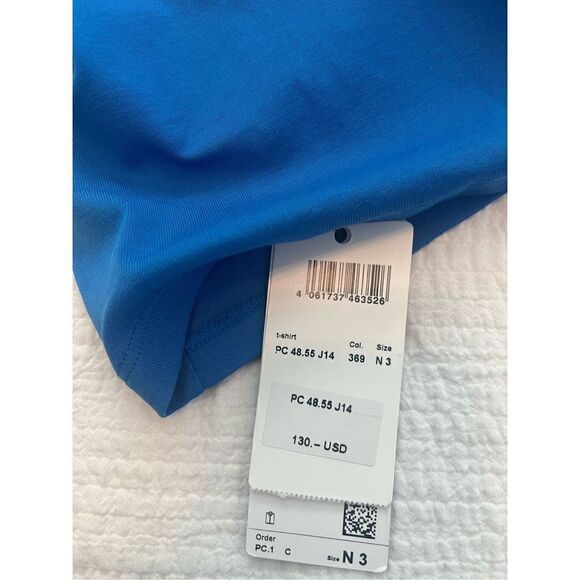 4 061737 463526
t-shirt Col. Size
PC 48.55 J14 369 N 3
PC 48.55 J14
130.– USD
Order
PC.1 C Size N 3